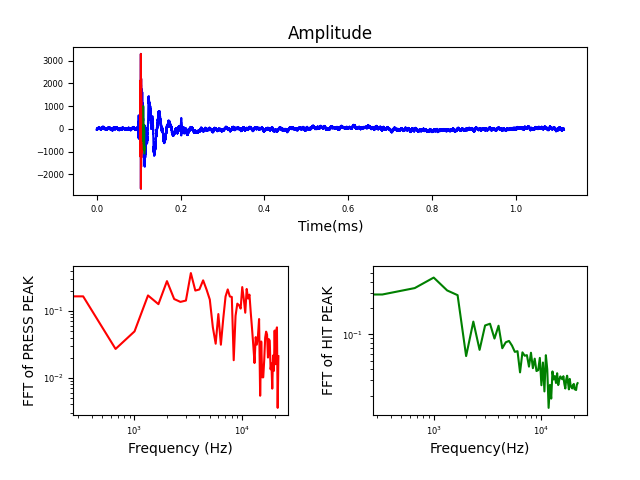 Amplitude
3000
2000
1000
0
−1000
−2000
0.0 0.2 0.4 0.6 0.8 1.0
Time(ms)
FFT of PRESS PEAK
10⁻¹
10⁻²
10³ 10⁴
Frequency (Hz)
FFT of HIT PEAK
10⁻¹
10³ 10⁴
Frequency(Hz)